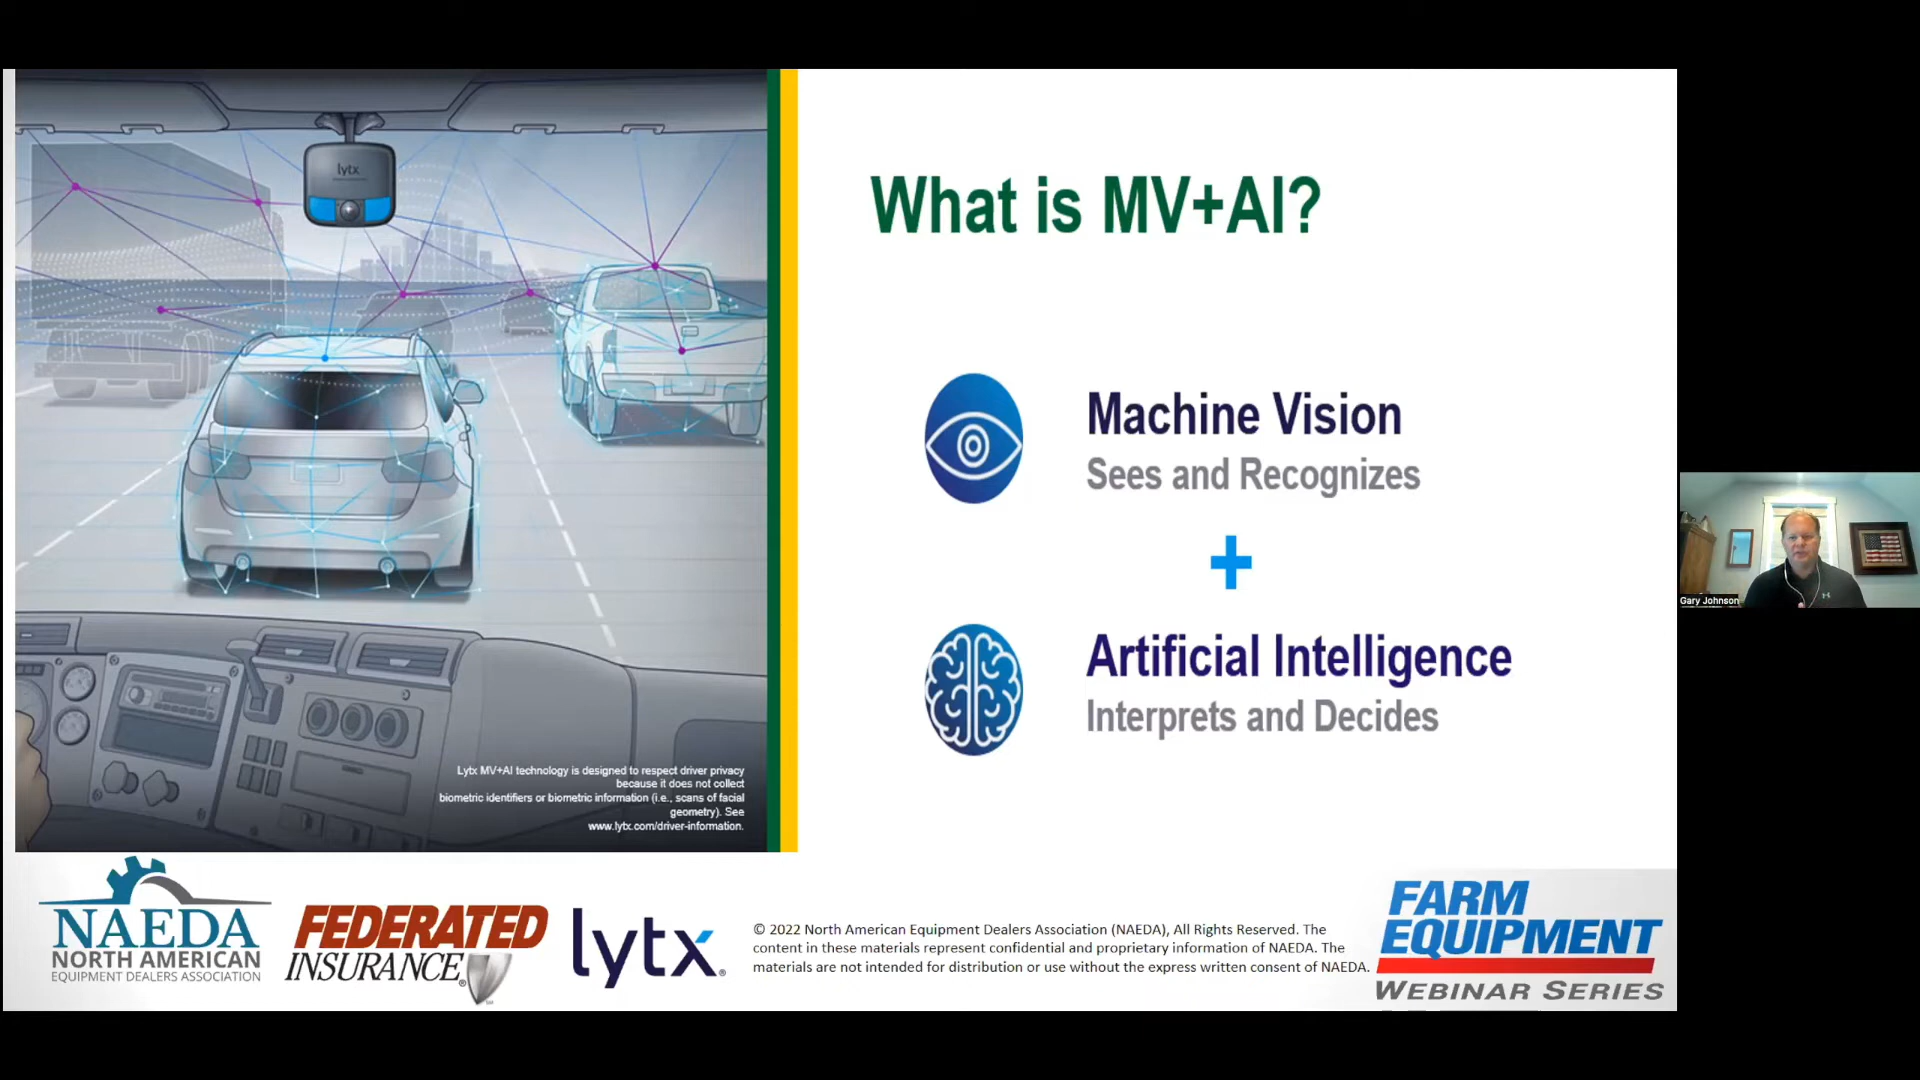 lytx
What is MV+AI?
Machine Vision
Sees and Recognizes
+
Artificial Intelligence
Interprets and Decides
Lytx MV+AI technology is designed to respect driver privacy
because it does not collect
biometric identifiers or biometric information (i.e., scans of facial
geometry). See
www.lytx.com/driver-information.
Gary Johnson
NAEDA
NORTH AMERICAN
EQUIPMENT DEALERS ASSOCIATION
FEDERATED
INSURANCE®
lytx®
© 2022 North American Equipment Dealers Association (NAEDA), All Rights Reserved. The
content in these materials represent confidential and proprietary information of NAEDA. The
materials are not intended for distribution or use without the express written consent of NAEDA.
FARM
EQUIPMENT
WEBINAR SERIES